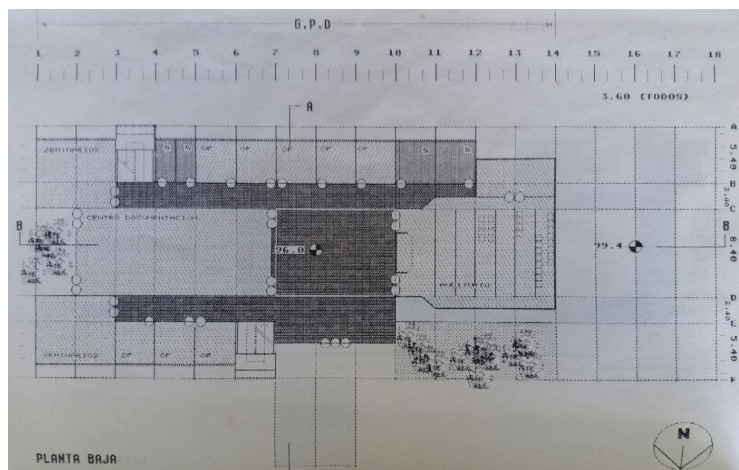 G.P.D
1 2 3 4 5 6 7 8 9 10 11 12 13 14 15 16 17 18
3.60 (TODOS)
A
A
SEMINARIOS
S S OF OF OF OF OF S S
5.40
B
2.40
C
CENTRO DOCUMENTACION
B
96.0
99.4
B
8.40
AUDITORIO
D
2.40
E
SEMINARIOS OF OF OF
5.40
F
PLANTA BAJA
N